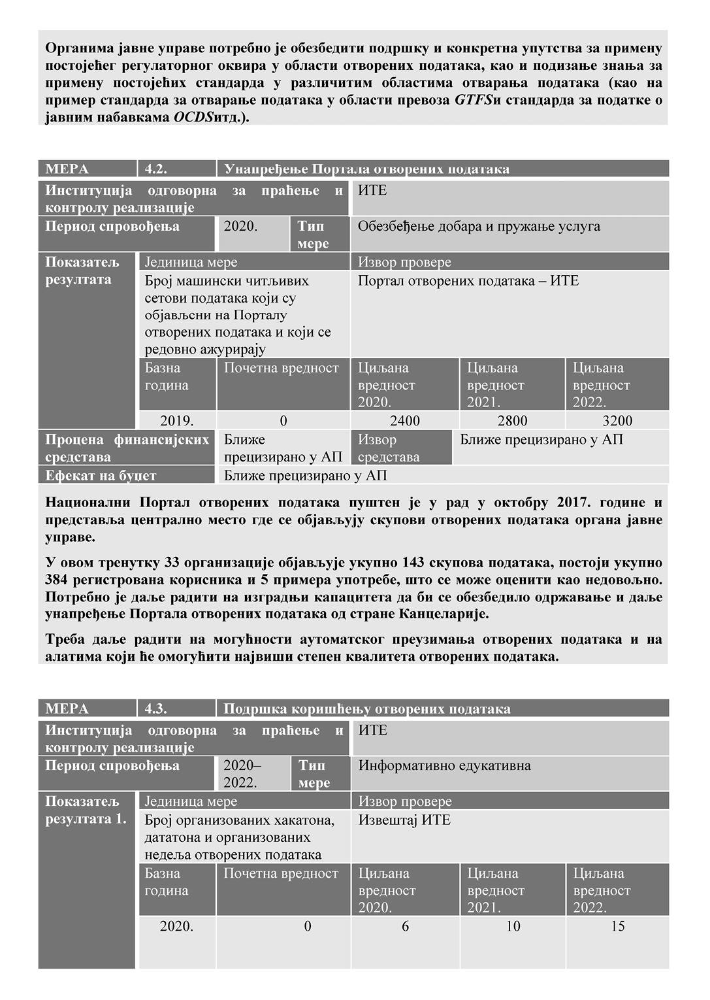 Органима јавне управе потребно је обезбедити подршку и конкретна упутства за примену
постојећег регулаторног оквира у области отворених података, као и подизање знања за
примену постојећих стандарда у различитим областима отварања података (као на
пример стандарда за отварање података у области превоза GTFSи стандарда за податке о
јавним набавкама OCDSитд.).
МЕРА 4.2. Унапређење Портала отворених података
Институција одговорна за праћење и
контролу реализације
ИТЕ
Период спровођења
2020.
Тип
мере
Обезбеђење добара и пружање услуга
Показатељ
резултата
Јединица мере
Извор провере
Број машински читљивих
сетови података који су
објављени на Порталу
отворених података и који се
редовно ажурирају
Портал отворених података – ИТЕ
Базна
година
Почетна вредност
Циљана
вредност
2020.
Циљана
вредност
2021.
Циљана
вредност
2022.
2019. 0 2400 2800 3200
Процена финансијских
средстава
Ближе
прецизирано у АП
Извор
средстава
Ближе прецизирано у АП
Ефекат на буџет
Ближе прецизирано у АП
Национални Портал отворених података пуштен је у рад у октобру 2017. године и
представља централно место где се објављују скупови отворених података органа јавне
управе.
У овом тренутку 33 организације објављује укупно 143 скупова података, постоји укупно
384 регистрована корисника и 5 примера употребе, што се може оценити као недовољно.
Потребно је даље радити на изградњи капацитета да би се обезбедило одржавање и даље
унапређење Портала отворених података од стране Канцеларије.
Треба даље радити на могућности аутоматског преузимања отворених података и на
алатима који ће омогућити највиши степен квалитета отворених података.
МЕРА 4.3. Подршка коришћењу отворених података
Институција одговорна за праћење и
контролу реализације
ИТЕ
Период спровођења
2020–
2022.
Тип
мере
Информативно едукативна
Показатељ
резултата 1.
Јединица мере
Извор провере
Број организованих хакатона,
дататона и организованих
недеља отворених података
Извештај ИТЕ
Базна
година
Почетна вредност
Циљана
вредност
2020.
Циљана
вредност
2021.
Циљана
вредност
2022.
2020. 0 6 10 15